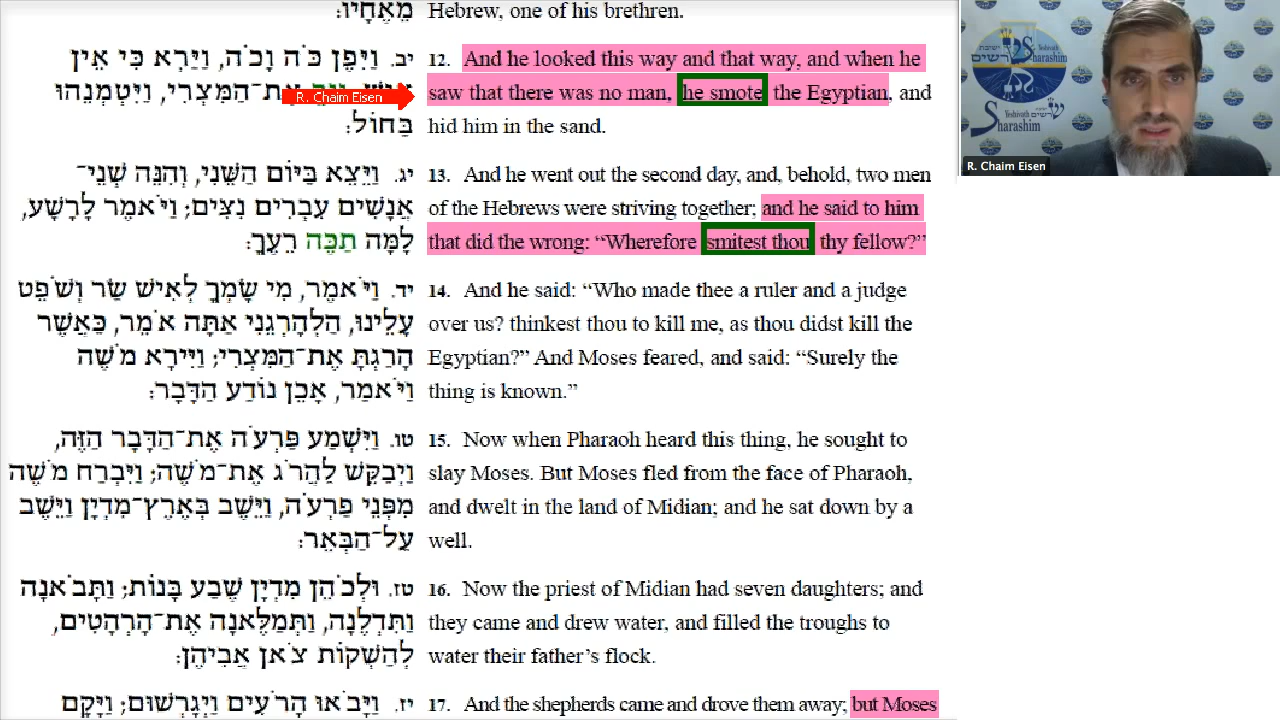 מֵאֶחָיו׃
Hebrew, one of his brethren.
יב. וַיִּפֶן כֹּה וָכֹה, וַיַּרְא כִּי אֵין
את־הַמִּצְרִי, וַיִּטְמְנֵהוּ
בַּחוֹל׃
12. And he looked this way and that way, and when he
saw that there was no man, he smote the Egyptian, and
hid him in the sand.
R. Chaim Eisen
יג. וַיֵּצֵא בַּיּוֹם הַשֵּׁנִי, וְהִנֵּה שְׁנֵי־
אֲנָשִׁים עִבְרִים נִצִּים; וַיֹּאמֶר לָרָשָׁע,
לָמָּה תַכֶּה רֵעֶךָ׃
13. And he went out the second day, and, behold, two men
of the Hebrews were striving together; and he said to him
that did the wrong: “Wherefore smitest thou thy fellow?”
יד. וַיֹּאמֶר, מִי שָׂמְךָ לְאִישׁ שַׂר וְשֹׁפֵט
עָלֵינוּ, הַלְהָרְגֵנִי אַתָּה אֹמֵר, כַּאֲשֶׁר
הָרַגְתָּ אֶת־הַמִּצְרִי; וַיִּירָא מֹשֶׁה
וַיֹּאמַר, אָכֵן נוֹדַע הַדָּבָר׃
14. And he said: “Who made thee a ruler and a judge
over us? thinkest thou to kill me, as thou didst kill the
Egyptian?” And Moses feared, and said: “Surely the
thing is known.”
טו. וַיִּשְׁמַע פַּרְעֹה אֶת־הַדָּבָר הַזֶּה,
וַיְבַקֵּשׁ לַהֲרֹג אֶת־מֹשֶׁה; וַיִּבְרַח מֹשֶׁה
מִפְּנֵי פַרְעֹה, וַיֵּשֶׁב בְּאֶרֶץ־מִדְיָן וַיֵּשֶׁב
עַל־הַבְּאֵר׃
15. Now when Pharaoh heard this thing, he sought to
slay Moses. But Moses fled from the face of Pharaoh,
and dwelt in the land of Midian; and he sat down by a
well.
טז. וּלְכֹהֵן מִדְיָן שֶׁבַע בָּנוֹת; וַתָּבֹאנָה
וַתִּדְלֶנָה, וַתְּמַלֶּאנָה אֶת־הָרְהָטִים,
לְהַשְׁקוֹת צֹאן אֲבִיהֶן׃
16. Now the priest of Midian had seven daughters; and
they came and drew water, and filled the troughs to
water their father’s flock.
יז. וַיָּבֹאוּ הָרֹעִים וַיְגָרְשׁוּם; וַיָּקָם
17. And the shepherds came and drove them away; but Moses
Yeshivath
Sharashim
Yeshivath
Sharashim
R. Chaim Eisen